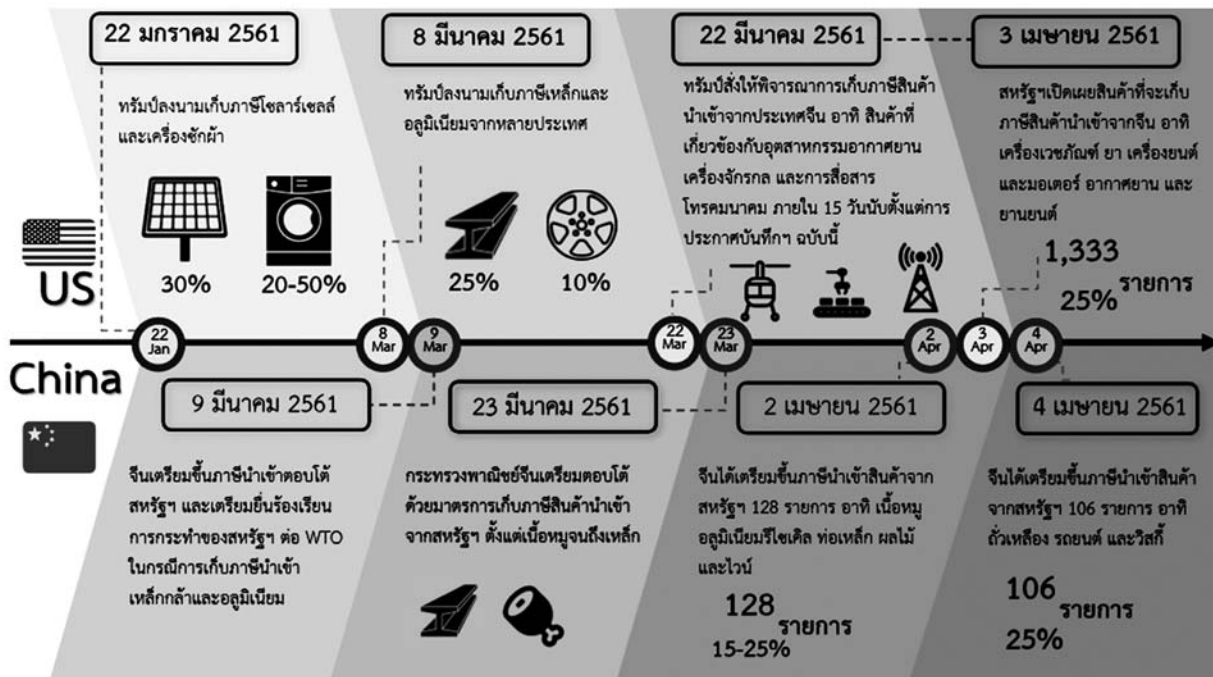 22 มกราคม 2561
ทรัมป์ลงนามเก็บภาษีโซลาร์เซลล์
และเครื่องซักผ้า
30%
20-50%
8 มีนาคม 2561
ทรัมป์ลงนามเก็บภาษีเหล็กและ
อลูมิเนียมจากหลายประเทศ
25%
10%
22 มีนาคม 2561
ทรัมป์สั่งให้พิจารณาการเก็บภาษีสินค้า
นำเข้าจากประเทศจีน อาทิ สินค้าที่
เกี่ยวข้องกับอุตสาหกรรมอากาศยาน
เครื่องจักรกล และการสื่อสาร
โทรคมนาคม ภายใน 15 วันนับตั้งแต่การ
ประกาศบันทึกฯ ฉบับนี้
3 เมษายน 2561
สหรัฐฯเปิดเผยสินค้าที่จะเก็บ
ภาษีสินค้านำเข้าจากจีน อาทิ
เครื่องเวชภัณฑ์ ยา เครื่องยนต์
และมอเตอร์ อากาศยาน และ
ยานยนต์
1,333
รายการ
25%
US
22
Jan
8
Mar
9
Mar
22
Mar
23
Mar
2
Apr
3
Apr
4
Apr
China
9 มีนาคม 2561
จีนเตรียมขึ้นภาษีนำเข้าตอบโต้
สหรัฐฯ และเตรียมยื่นร้องเรียน
การกระทำของสหรัฐฯ ต่อ WTO
ในกรณีการเก็บภาษีนำเข้า
เหล็กกล้าและอลูมิเนียม
23 มีนาคม 2561
กระทรวงพาณิชย์จีนเตรียมตอบโต้
ด้วยมาตรการเก็บภาษีสินค้านำเข้า
จากสหรัฐฯ ตั้งแต่เนื้อหมูจนถึงเหล็ก
2 เมษายน 2561
จีนได้เตรียมขึ้นภาษีนำเข้าสินค้าจาก
สหรัฐฯ 128 รายการ อาทิ เนื้อหมู
อลูมิเนียมรีไซเคิล ท่อเหล็ก ผลไม้
และไวน์
128
รายการ
15-25%
4 เมษายน 2561
จีนได้เตรียมขึ้นภาษีนำเข้าสินค้า
จากสหรัฐฯ 106 รายการ อาทิ
ถั่วเหลือง รถยนต์ และวิสกี้
106
รายการ
25%